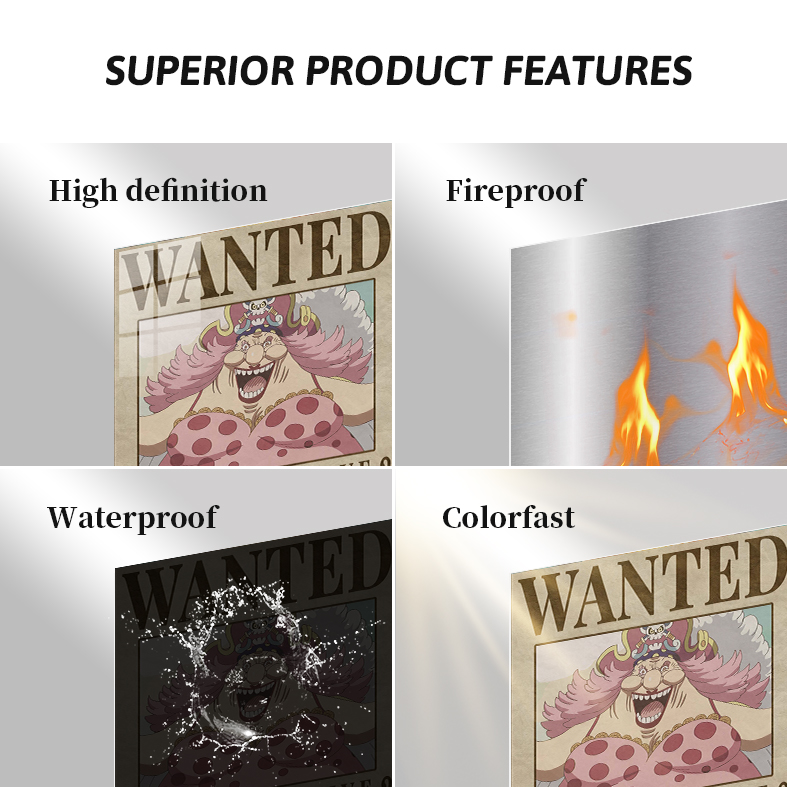 SUPERIOR PRODUCT FEATURES
High definition
Fireproof
WANTED
Waterproof
Colorfast
WANTED
WANTED